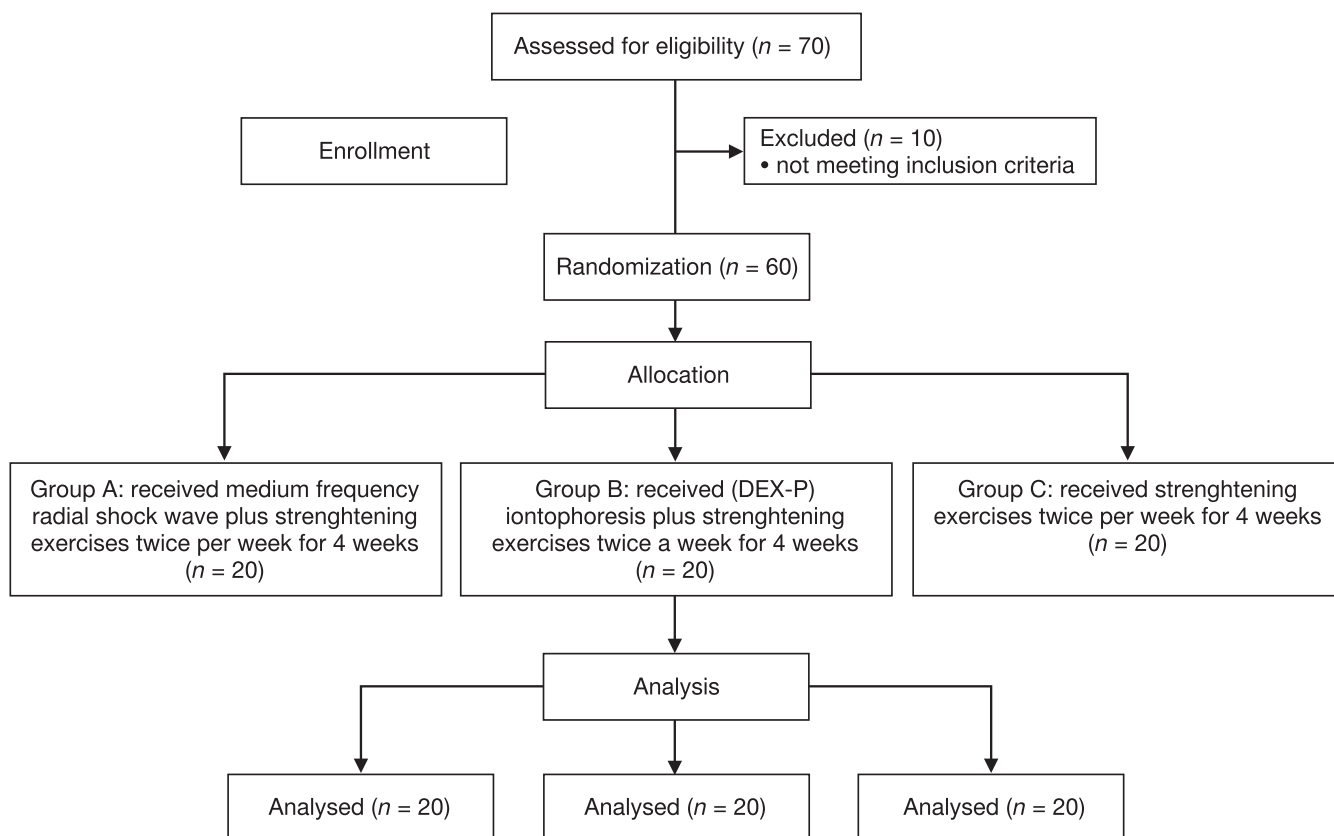 Assessed for eligibility (n = 70)
Enrollment
Excluded (n = 10)
• not meeting inclusion criteria
Randomization (n = 60)
Allocation
Group A: received medium frequency
radial shock wave plus strenghtening
exercises twice per week for 4 weeks
(n = 20)
Group B: received (DEX-P)
iontophoresis plus strenghtening
exercises twice a week for 4 weeks
(n = 20)
Group C: received strenghtening
exercises twice per week for 4 weeks
(n = 20)
Analysis
Analysed (n = 20)
Analysed (n = 20)
Analysed (n = 20)